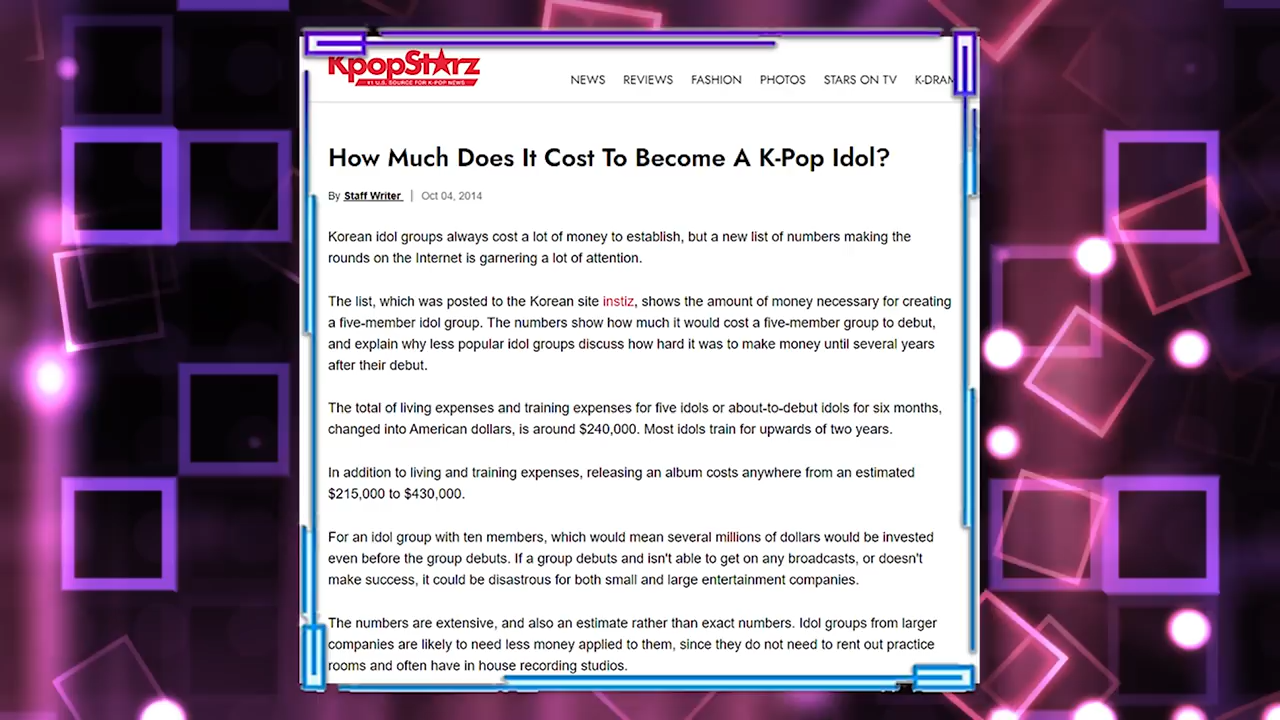 KpopStarz
#1 U.S. SOURCE FOR K-POP NEWS
NEWS REVIEWS FASHION PHOTOS STARS ON TV K-DRAM
How Much Does It Cost To Become A K-Pop Idol?
By Staff Writer | Oct 04, 2014
Korean idol groups always cost a lot of money to establish, but a new list of numbers making the
rounds on the Internet is garnering a lot of attention.
The list, which was posted to the Korean site instiz, shows the amount of money necessary for creating
a five-member idol group. The numbers show how much it would cost a five-member group to debut,
and explain why less popular idol groups discuss how hard it was to make money until several years
after their debut.
The total of living expenses and training expenses for five idols or about-to-debut idols for six months,
changed into American dollars, is around $240,000. Most idols train for upwards of two years.
In addition to living and training expenses, releasing an album costs anywhere from an estimated
$215,000 to $430,000.
For an idol group with ten members, which would mean several millions of dollars would be invested
even before the group debuts. If a group debuts and isn't able to get on any broadcasts, or doesn't
make success, it could be disastrous for both small and large entertainment companies.
The numbers are extensive, and also an estimate rather than exact numbers. Idol groups from larger
companies are likely to need less money applied to them, since they do not need to rent out practice
rooms and often have in house recording studios.